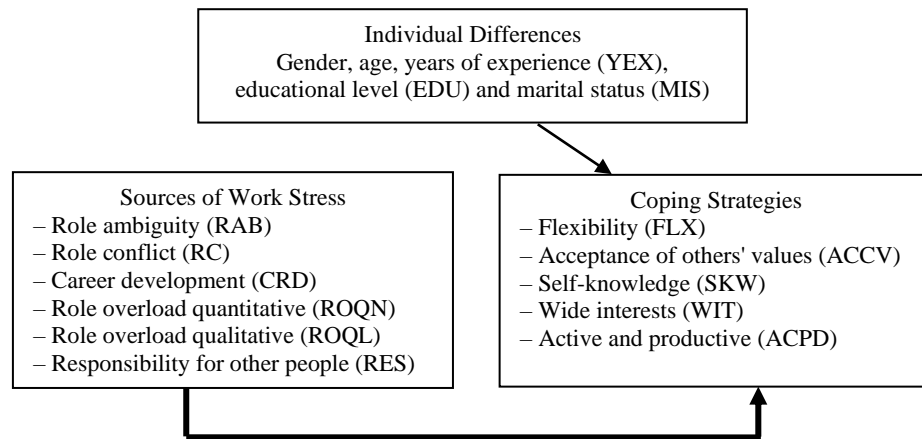 Individual Differences
Gender, age, years of experience (YEX),
educational level (EDU) and marital status (MIS)
Sources of Work Stress
– Role ambiguity (RAB)
– Role conflict (RC)
– Career development (CRD)
– Role overload quantitative (ROQN)
– Role overload qualitative (ROQL)
– Responsibility for other people (RES)
Coping Strategies
– Flexibility (FLX)
– Acceptance of others' values (ACCV)
– Self-knowledge (SKW)
– Wide interests (WIT)
– Active and productive (ACPD)